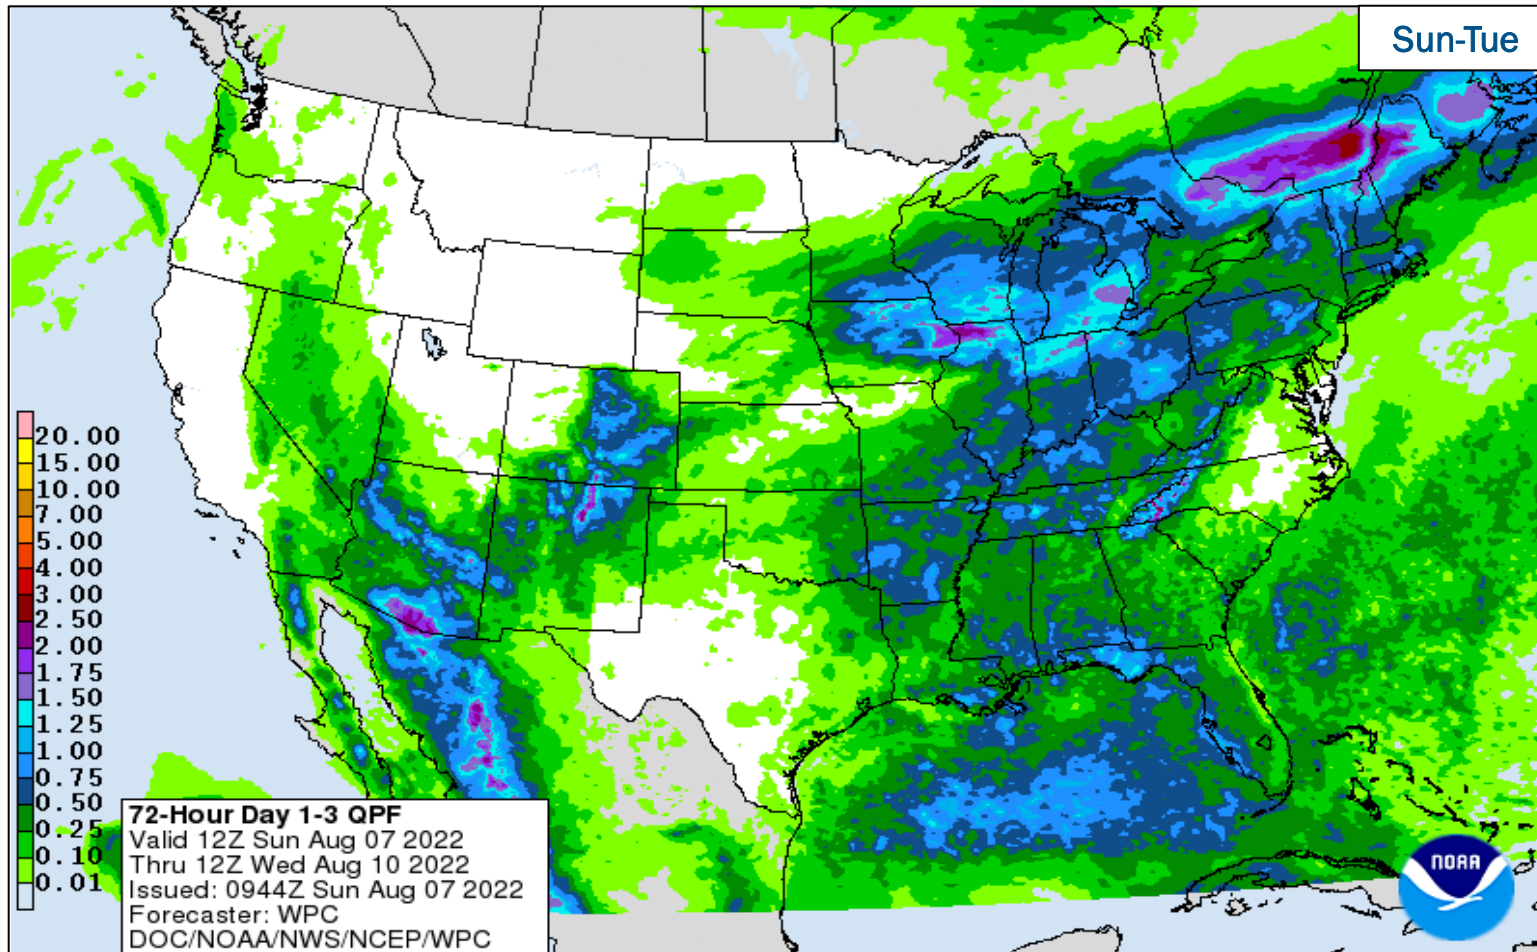 Sun-Tue
20.00
15.00
10.00
7.00
5.00
4.00
3.00
2.50
2.00
1.75
1.50
1.25
1.00
0.75
0.50
0.25
0.10
0.01
72-Hour Day 1-3 QPF
Valid 12Z Sun Aug 07 2022
Thru 12Z Wed Aug 10 2022
Issued: 0944Z Sun Aug 07 2022
Forecaster: WPC
DOC/NOAA/NWS/NCEP/WPC
NOAA